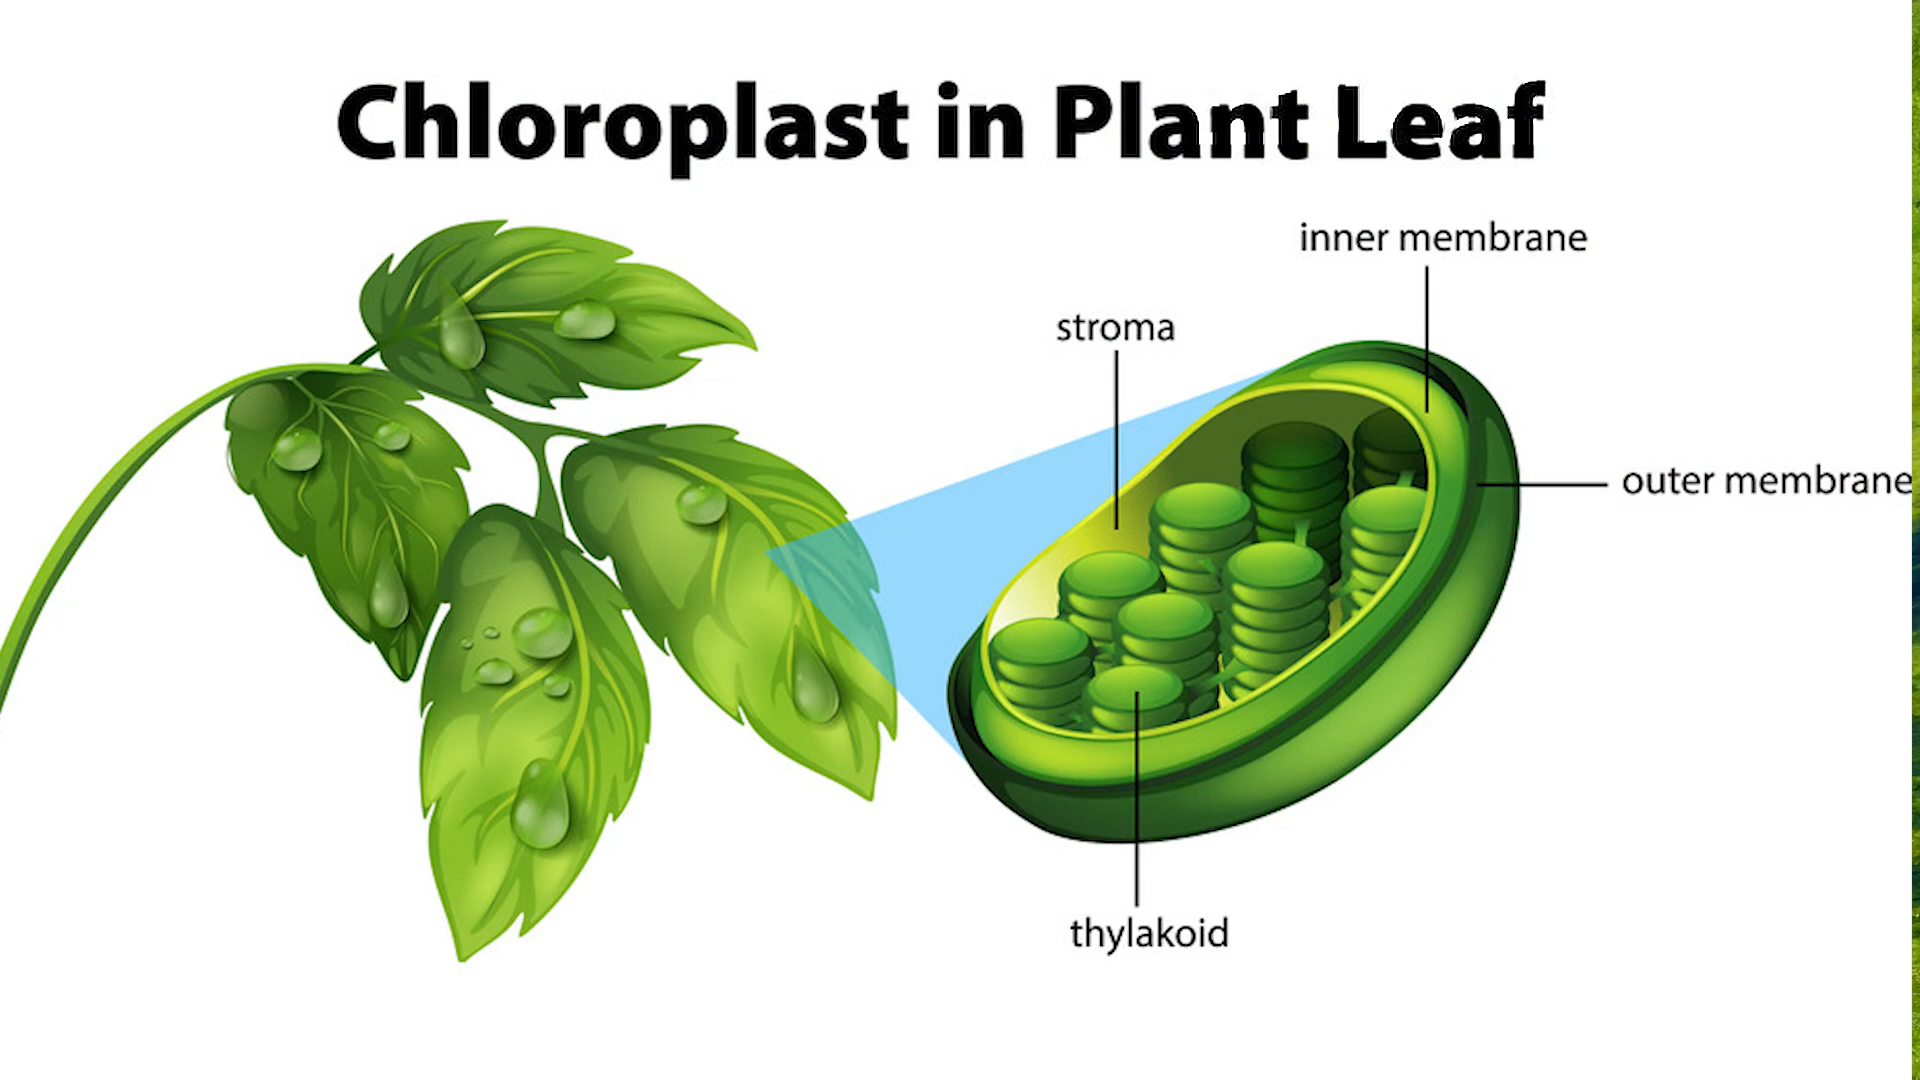 Chloroplast in Plant Leaf
inner membrane
stroma
outer membrane
thylakoid